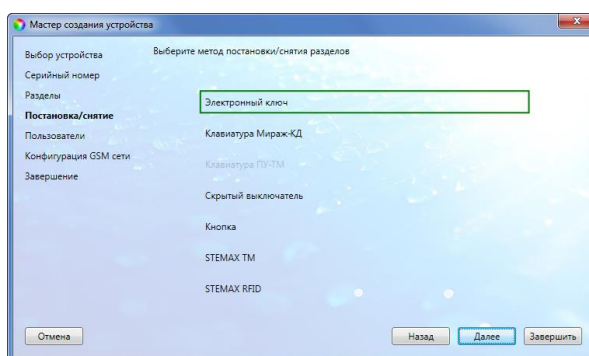 Мастер создания устройства
Выбор устройства
Серийный номер
Разделы
Постановка/снятие
Пользователи
Конфигурация GSM сети
Завершение
Выберите метод постановки/снятия разделов
Электронный ключ
Клавиатура Мираж-КД
Клавиатура ПУ-ТМ
Скрытый выключатель
Кнопка
STEMAX TM
STEMAX RFID
Отмена
Назад
Далее
Завершить